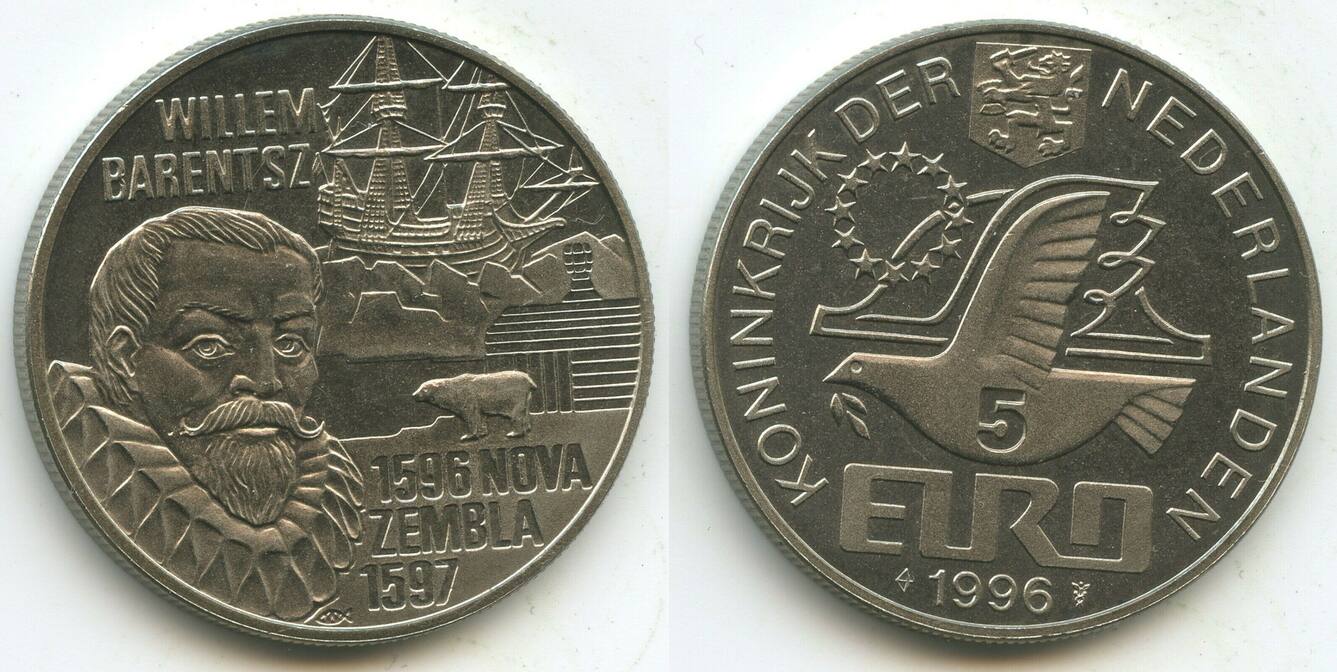 WILLEM
BARENTSZ
1596 NOVA
ZEMBLA
1597
KONINKRIJK DER NEDERLANDEN
5
EURO
1996